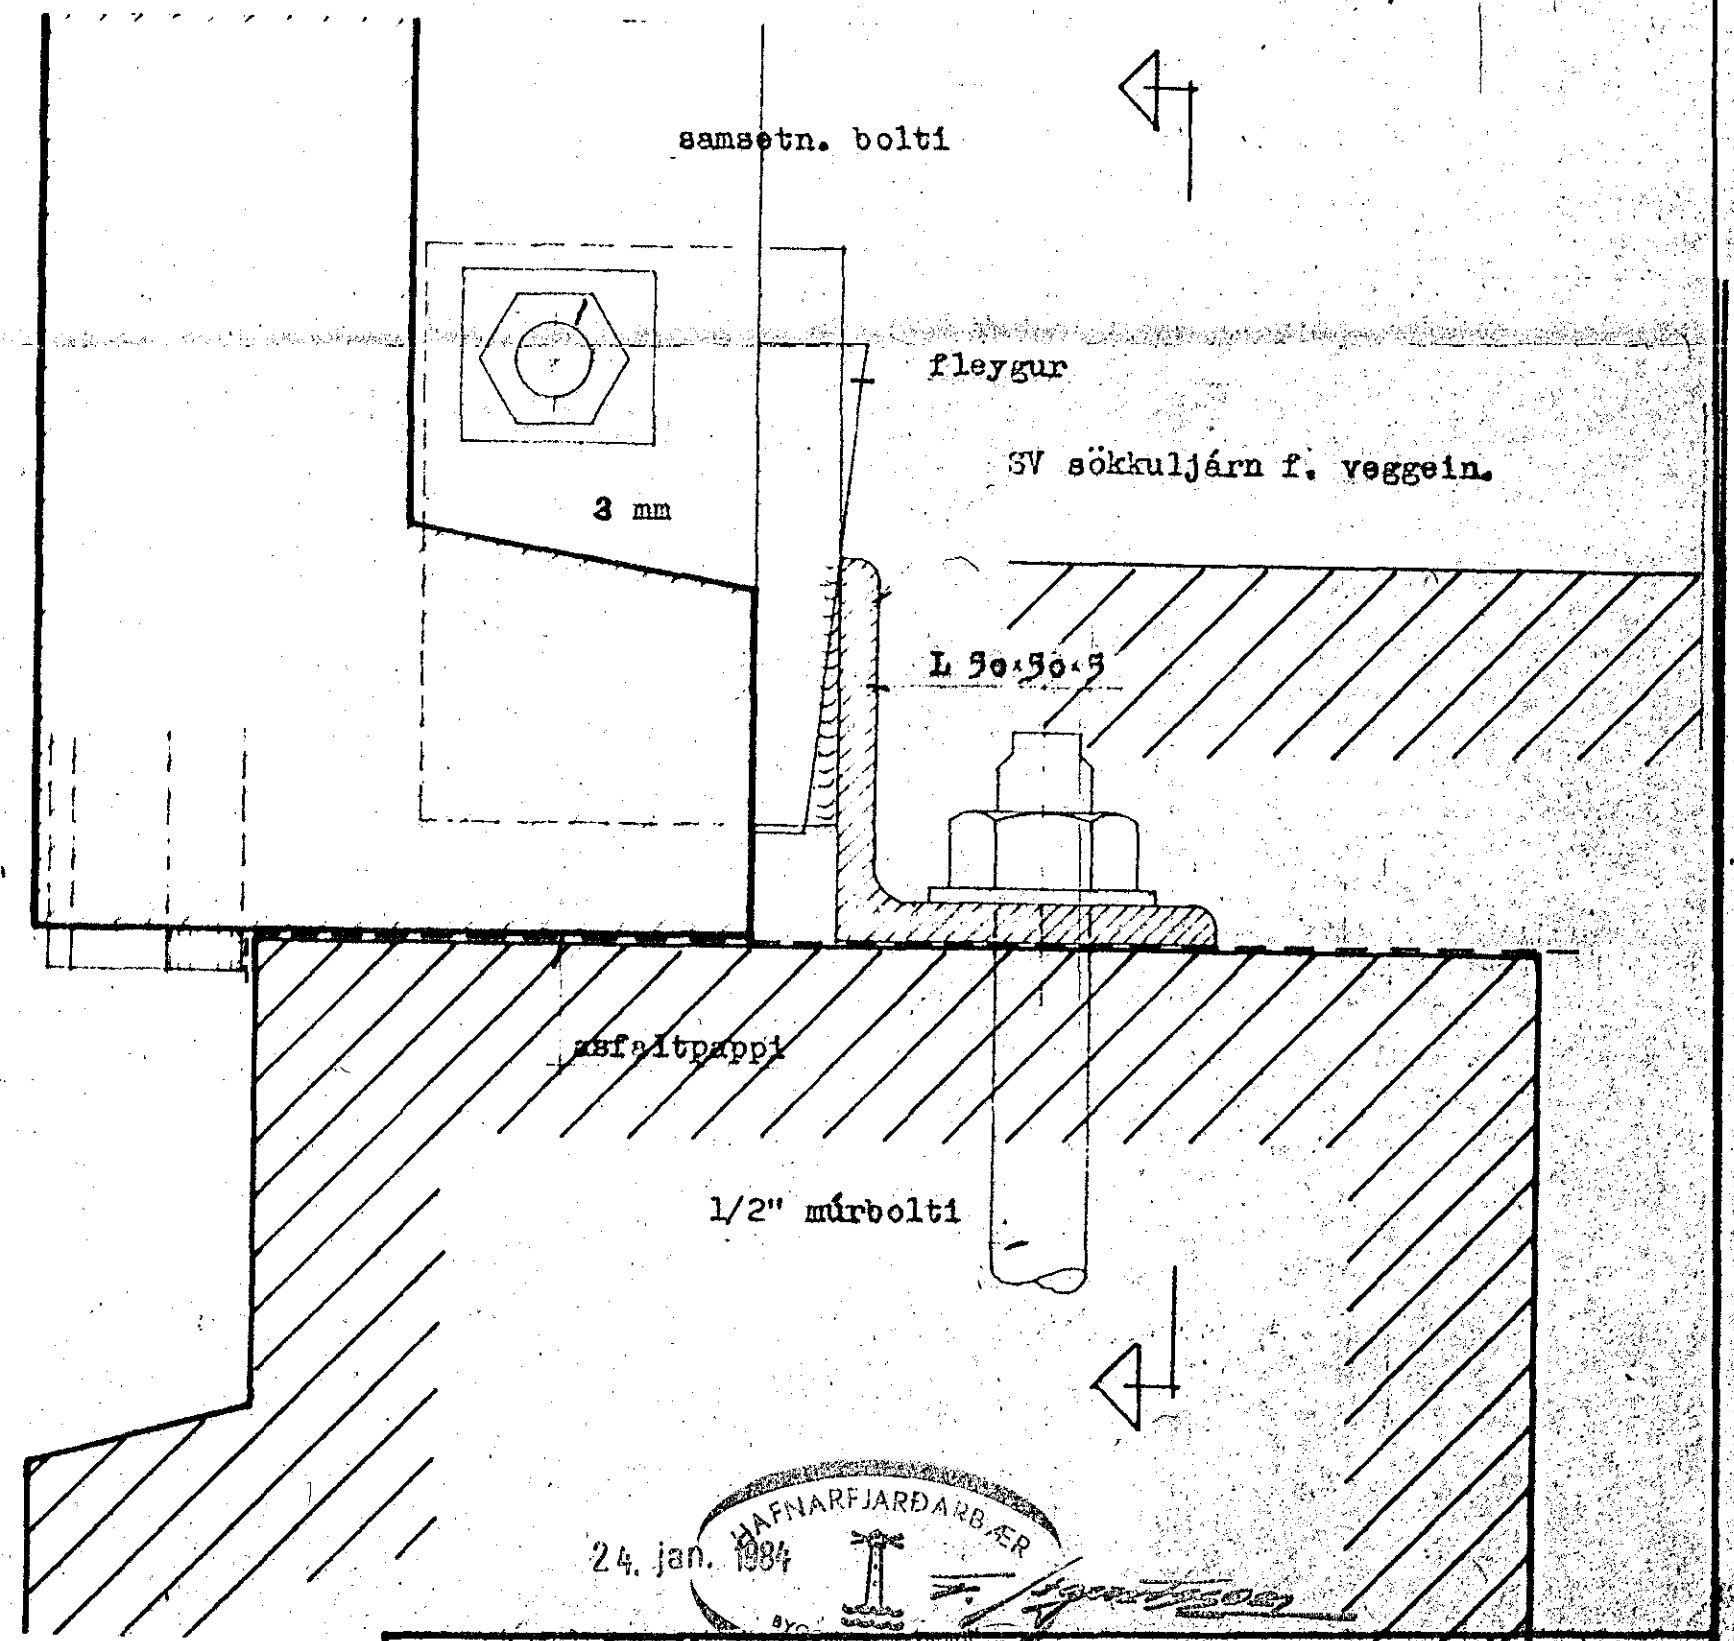 samsetn. bolti
fleygur
SV sökkuljárn f. veggein.
3 mm
L 50·50·5
asfaltpappi
1/2" múrbolti
HAFNARFJARÐARBÆR
24. jan. 1984